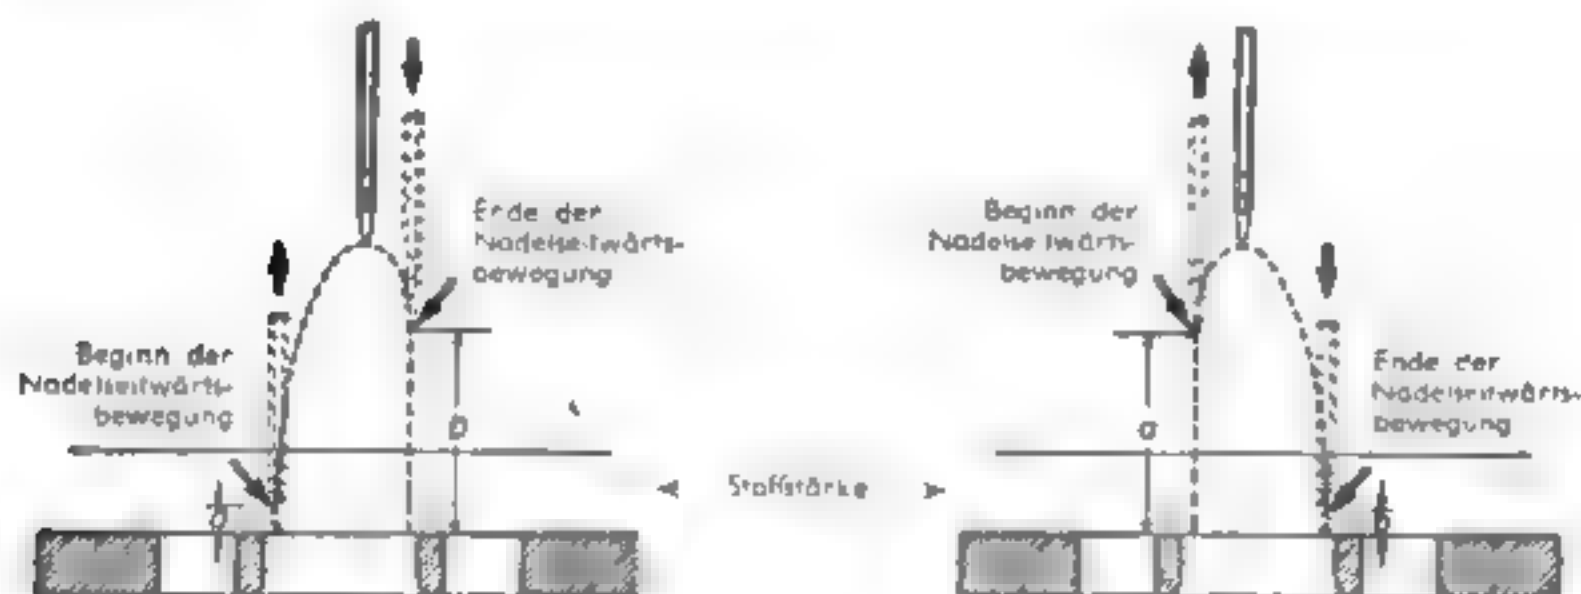 Ende der
Nadelseitwärts-
bewegung
Beginn der
Nadelseitwärts-
bewegung
b
Stoffstärke
Beginn der
Nadelseitwärts-
bewegung
a
Ende der
Nadelseitwärts-
bewegung